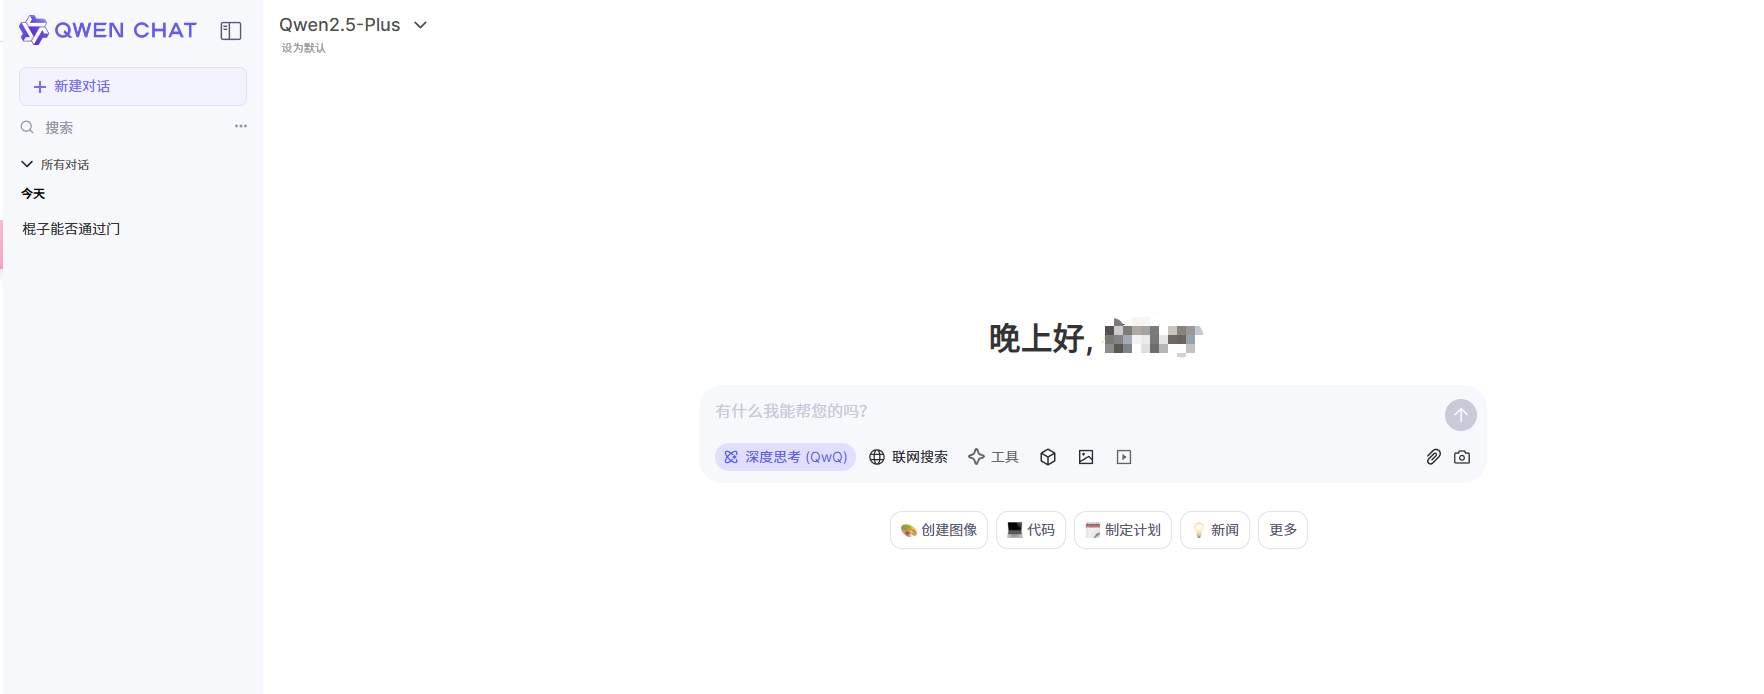 QWEN CHAT
新建对话
搜索
所有对话
今天
棍子能否通过门
Qwen2.5-Plus
设为默认
晚上好,
有什么我能帮您的吗?
深度思考 (QwQ) 联网搜索 工具
创建图像 代码 制定计划 新闻 更多